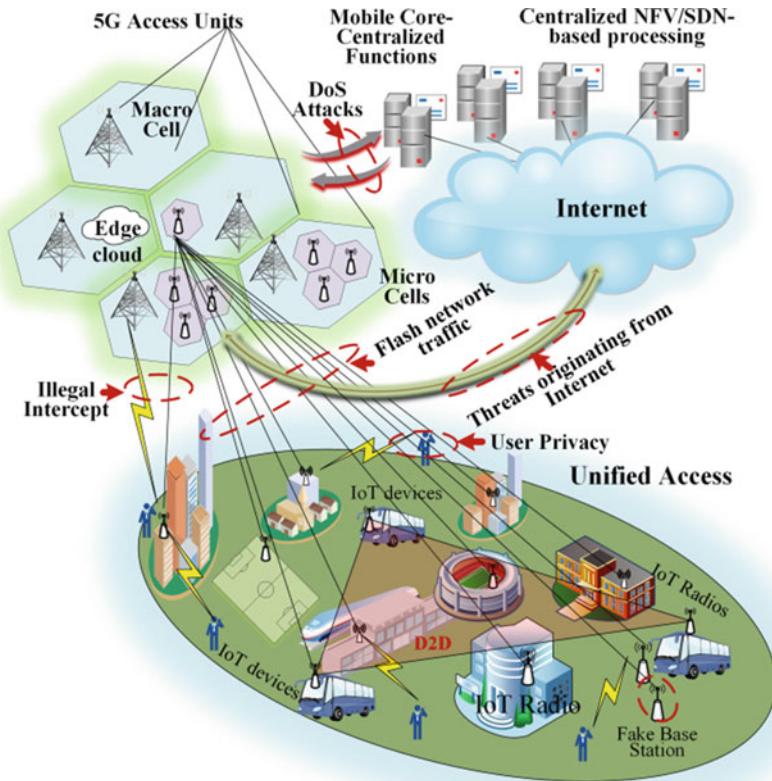 5G Access Units
Mobile Core-
Centralized
Functions
Centralized NFV/SDN-
based processing
DoS
Attacks
Macro
Cell
Edge
cloud
Internet
Micro
Cells
Flash network
traffic
Threats originating from
Internet
Illegal
Intercept
User Privacy
Unified Access
IoT devices
IoT Radios
D2D
IoT devices
IoT Radio
Fake Base
Station